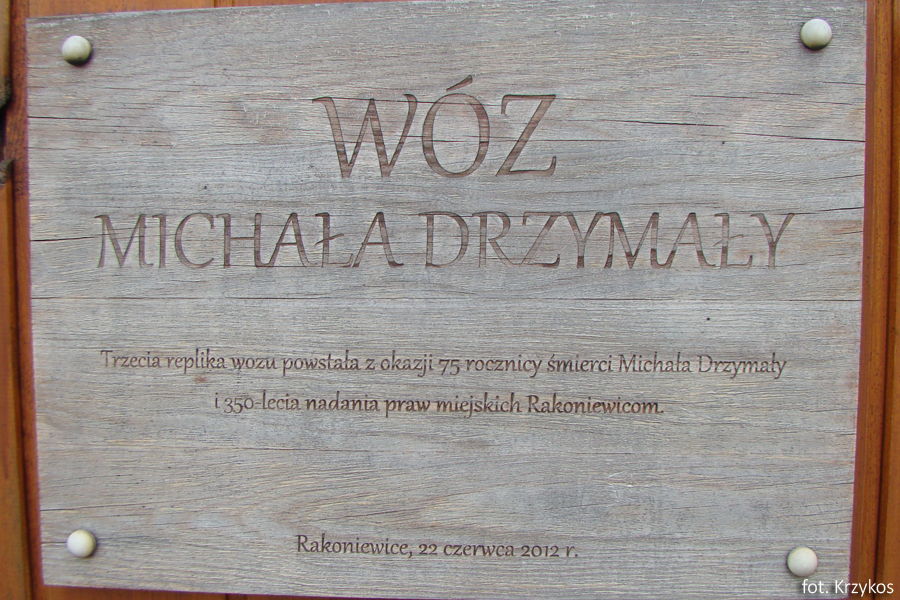 WÓZ
MICHAŁA DRZYMAŁY
Trzecia replika wozu powstała z okazji 75 rocznicy śmierci Michała Drzymały
i 350-lecia nadania praw miejskich Rakoniewicom.
Rakoniewice, 22 czerwca 2012 r.
fot. Krzykos